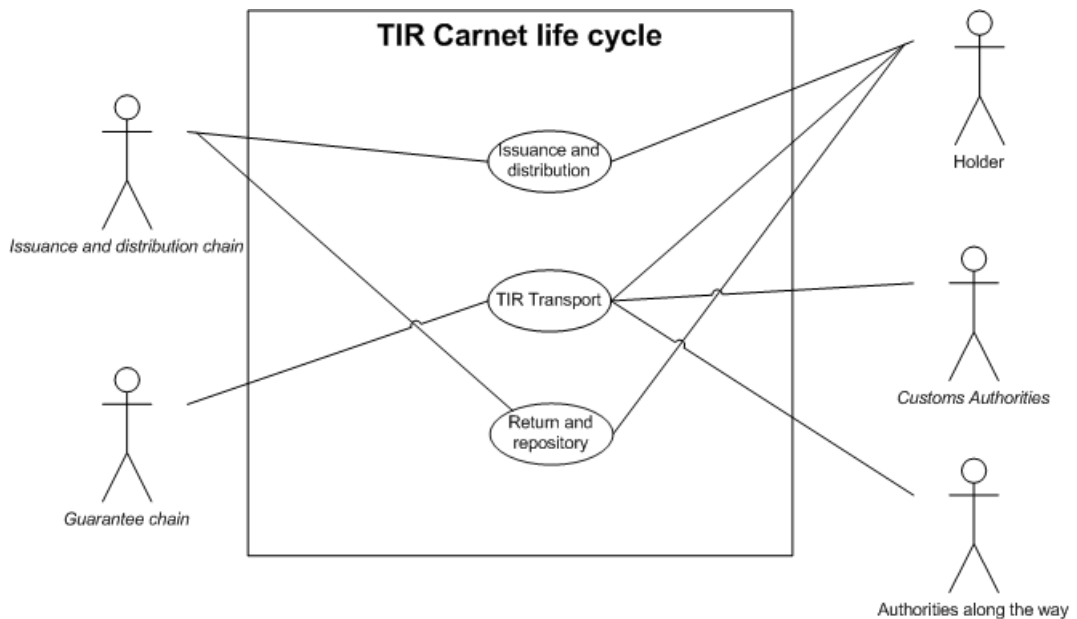 TIR Carnet life cycle
Issuance and
distribution
Holder
Issuance and distribution chain
TIR Transport
Customs Authorities
Return and
repository
Guarantee chain
Authorities along the way